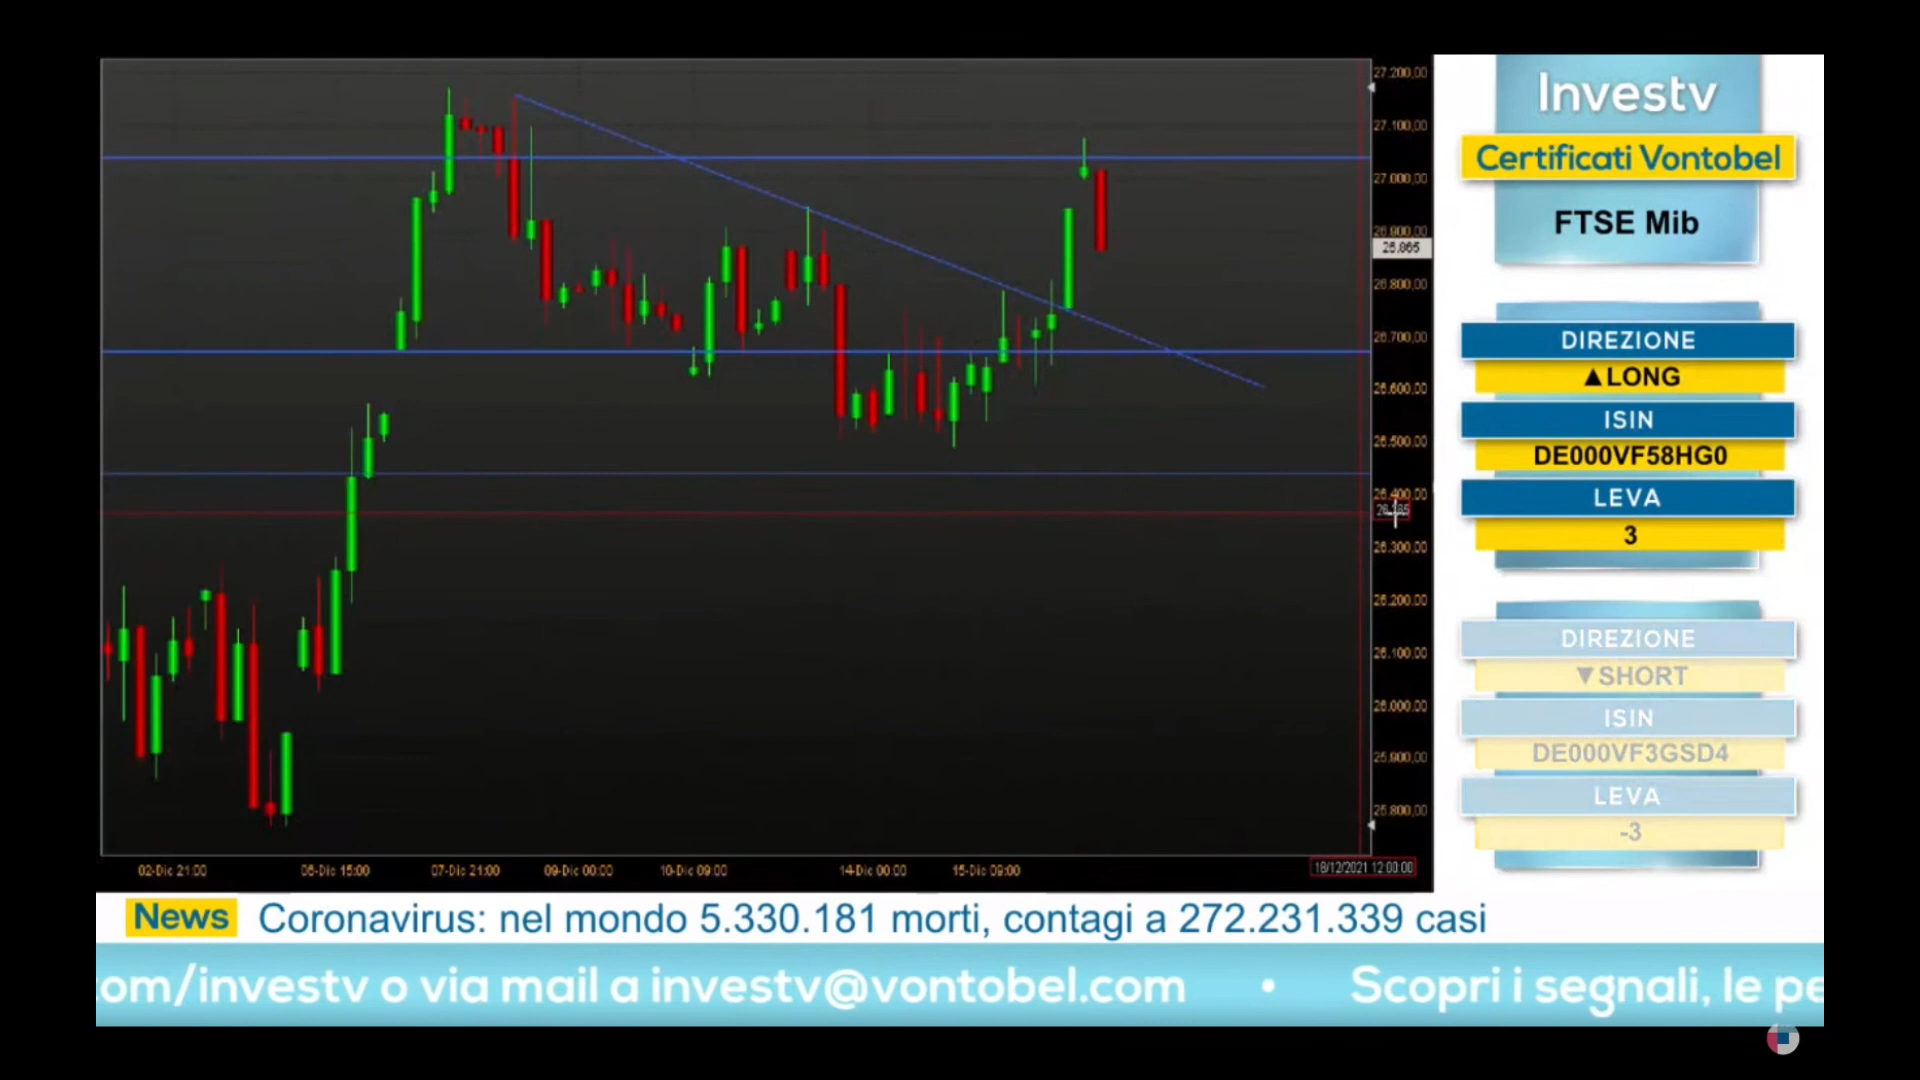 27.200,00
27.100,00
27.000,00
26.900,00
26.865
26.800,00
26.700,00
26.600,00
26.500,00
26.400,00
26.300,00
26.200,00
26.100,00
26.000,00
25.900,00
25.800,00
02-Dic 21:00
06-Dic 15:00
07-Dic 21:00
09-Dic 00:00
10-Dic 09:00
14-Dic 00:00
15-Dic 09:00
18/12/2021 12:00:00
Investv
Certificati Vontobel
FTSE Mib
DIREZIONE
▲LONG
ISIN
DE000VF58HG0
LEVA
3
DIREZIONE
▼SHORT
ISIN
DE000VF3GSD4
LEVA
-3
News Coronavirus: nel mondo 5.330.181 morti, contagi a 272.231.339 casi
om/investv o via mail a investv@vontobel.com • Scopri i segnali, le pe